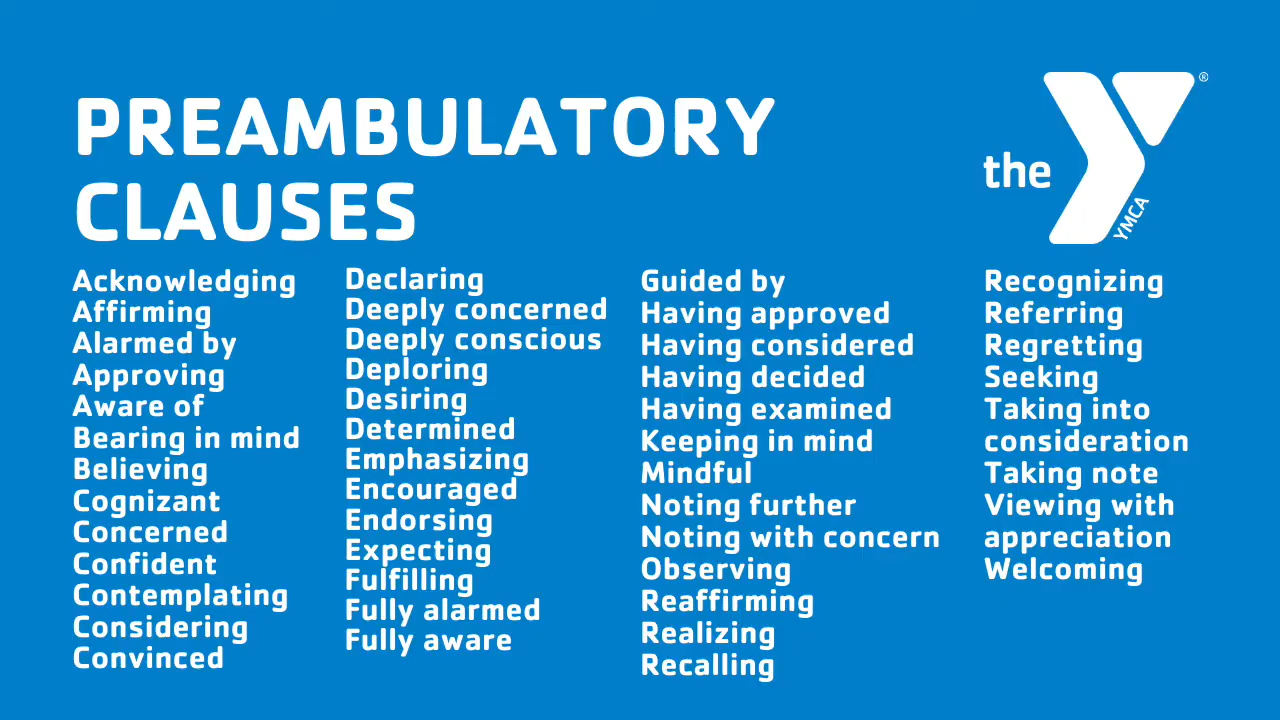 PREAMBULATORY
CLAUSES
the
YMCA
®
Acknowledging
Affirming
Alarmed by
Approving
Aware of
Bearing in mind
Believing
Cognizant
Concerned
Confident
Contemplating
Considering
Convinced
Declaring
Deeply concerned
Deeply conscious
Deploring
Desiring
Determined
Emphasizing
Encouraged
Endorsing
Expecting
Fulfilling
Fully alarmed
Fully aware
Guided by
Having approved
Having considered
Having decided
Having examined
Keeping in mind
Mindful
Noting further
Noting with concern
Observing
Reaffirming
Realizing
Recalling
Recognizing
Referring
Regretting
Seeking
Taking into
consideration
Taking note
Viewing with
appreciation
Welcoming